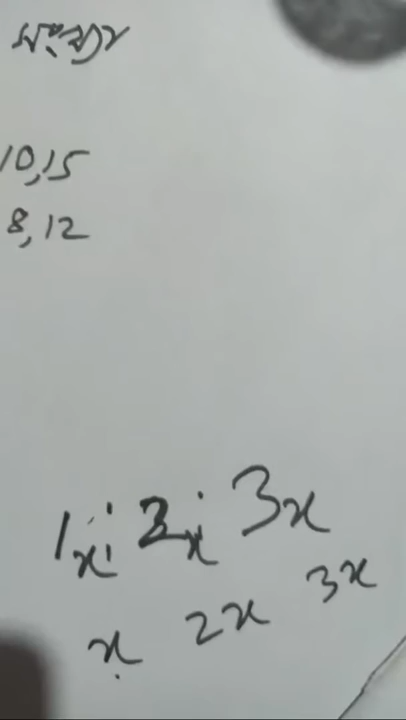 10,15
8,12
1x : 2x : 3x
x 2x 3x